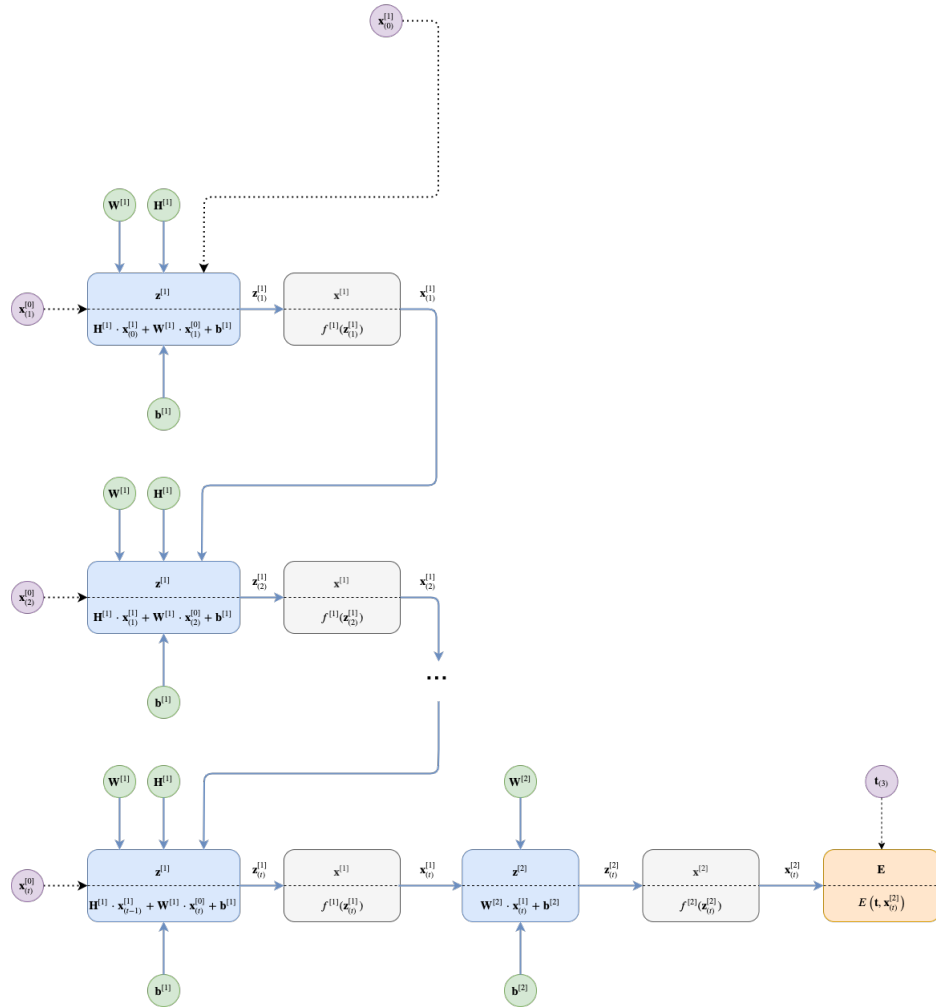 𝐱₍₀₎^[1]
𝐖^[1] 𝐇^[1]
𝐱₍₁₎^[0]
𝐳^[1]
𝐇^[1] · 𝐱₍₀₎^[1] + 𝐖^[1] · 𝐱₍₁₎^[0] + 𝐛^[1]
𝐳₍₁₎^[1]
𝐱^[1]
f^[1](𝐳₍₁₎^[1])
𝐱₍₁₎^[1]
𝐛^[1]
𝐖^[1] 𝐇^[1]
𝐱₍₂₎^[0]
𝐳^[1]
𝐇^[1] · 𝐱₍₁₎^[1] + 𝐖^[1] · 𝐱₍₂₎^[0] + 𝐛^[1]
𝐳₍₂₎^[1]
𝐱^[1]
f^[1](𝐳₍₂₎^[1])
𝐱₍₂₎^[1]
...
𝐛^[1]
𝐖^[1] 𝐇^[1]
𝐖^[2]
𝐭₍₃₎
𝐱₍ₜ₎^[0]
𝐳^[1]
𝐇^[1] · 𝐱₍ₜ₋₁₎^[1] + 𝐖^[1] · 𝐱₍ₜ₎^[0] + 𝐛^[1]
𝐳₍ₜ₎^[1]
𝐱^[1]
f^[1](𝐳₍ₜ₎^[1])
𝐱₍ₜ₎^[1]
𝐳^[2]
𝐖^[2] · 𝐱₍ₜ₎^[1] + 𝐛^[2]
𝐳₍ₜ₎^[2]
𝐱^[2]
f^[2](𝐳₍ₜ₎^[2])
𝐱₍ₜ₎^[2]
𝐄
E (𝐭, 𝐱₍ₜ₎^[2])
𝐛^[1]
𝐛^[2]